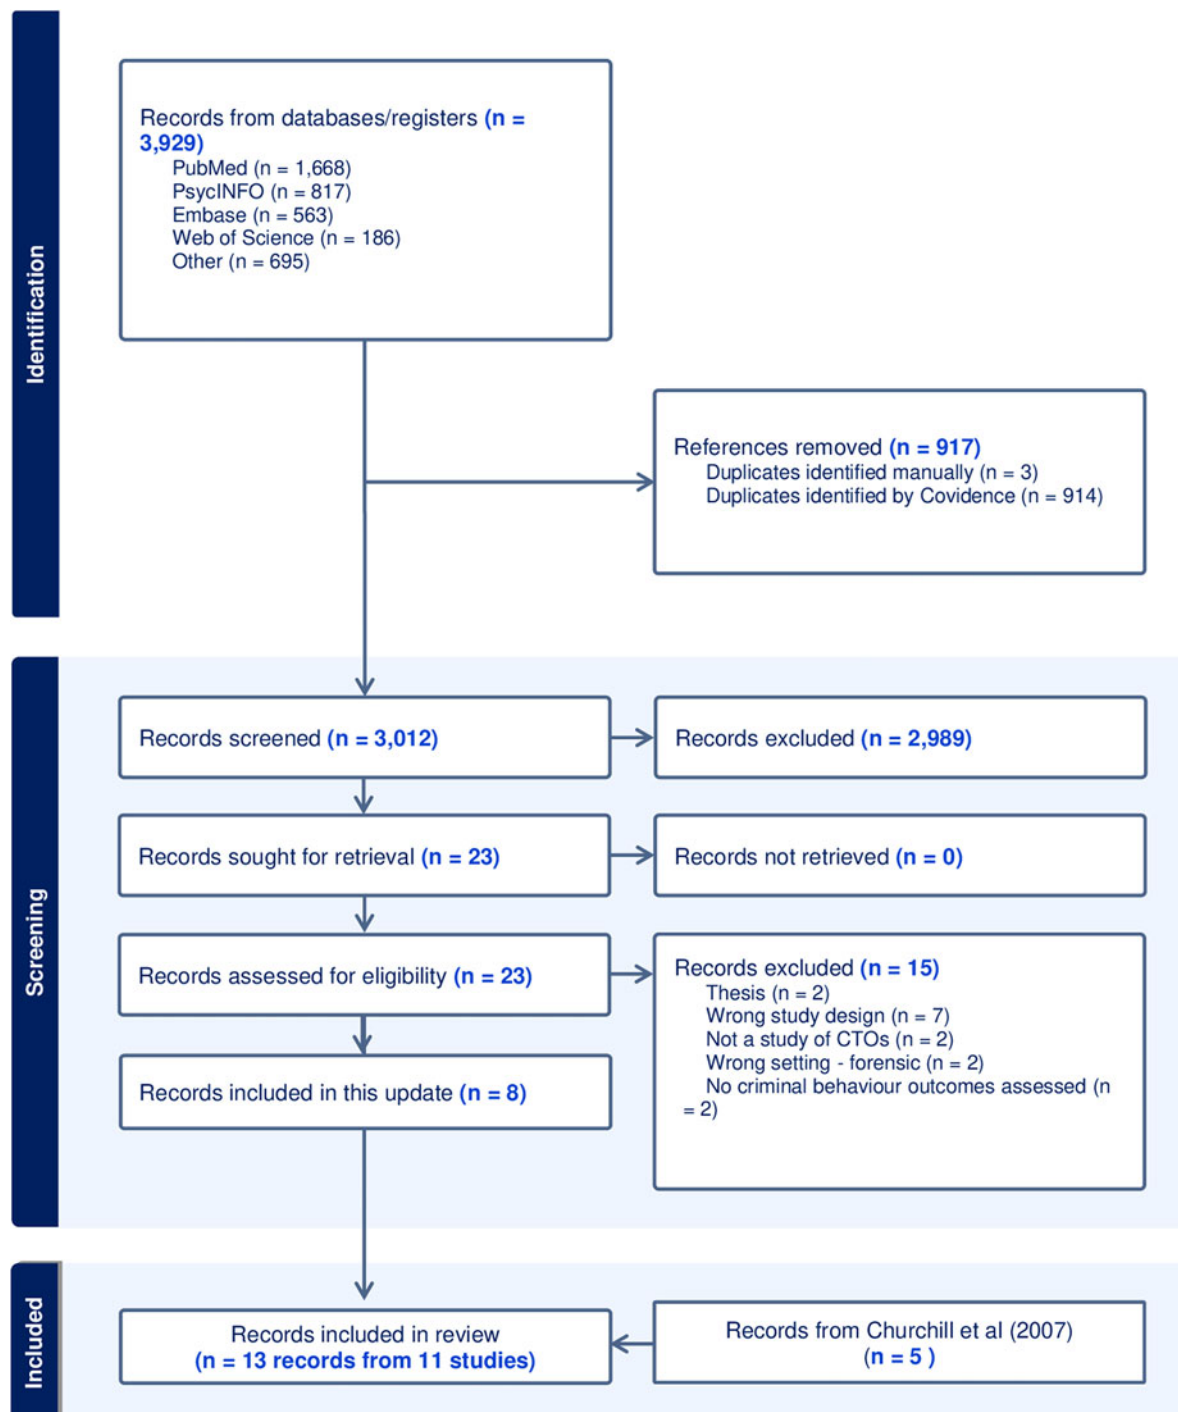 Identification
Records from databases/registers (n =
3,929)
PubMed (n = 1,668)
PsycINFO (n = 817)
Embase (n = 563)
Web of Science (n = 186)
Other (n = 695)
References removed (n = 917)
Duplicates identified manually (n = 3)
Duplicates identified by Covidence (n = 914)
Screening
Records screened (n = 3,012)
Records excluded (n = 2,989)
Records sought for retrieval (n = 23)
Records not retrieved (n = 0)
Records assessed for eligibility (n = 23)
Records excluded (n = 15)
Thesis (n = 2)
Wrong study design (n = 7)
Not a study of CTOs (n = 2)
Wrong setting - forensic (n = 2)
No criminal behaviour outcomes assessed (n
= 2)
Records included in this update (n = 8)
Included
Records included in review
(n = 13 records from 11 studies)
Records from Churchill et al (2007)
(n = 5 )